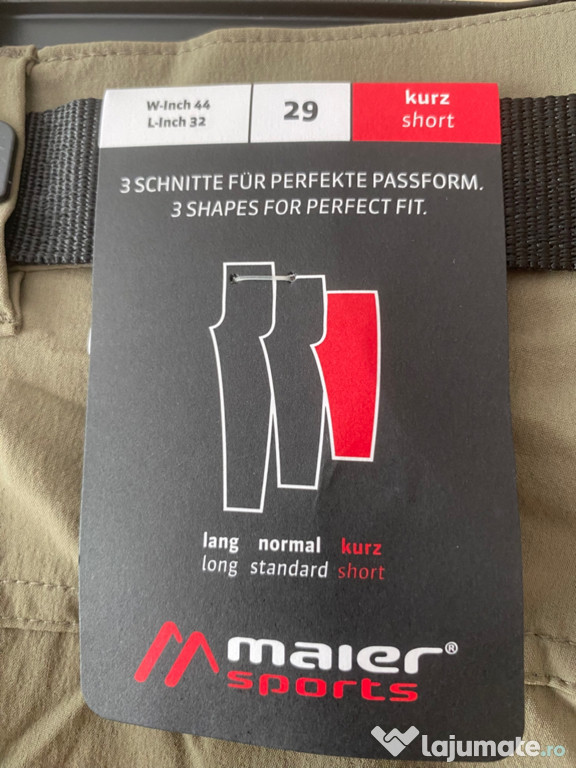 W-Inch 44
L-Inch 32
29
kurz
short
3 SCHNITTE FÜR PERFEKTE PASSFORM.
3 SHAPES FOR PERFECT FIT.
lang normal kurz
long standard short
maier®
sports
lajumate.ro